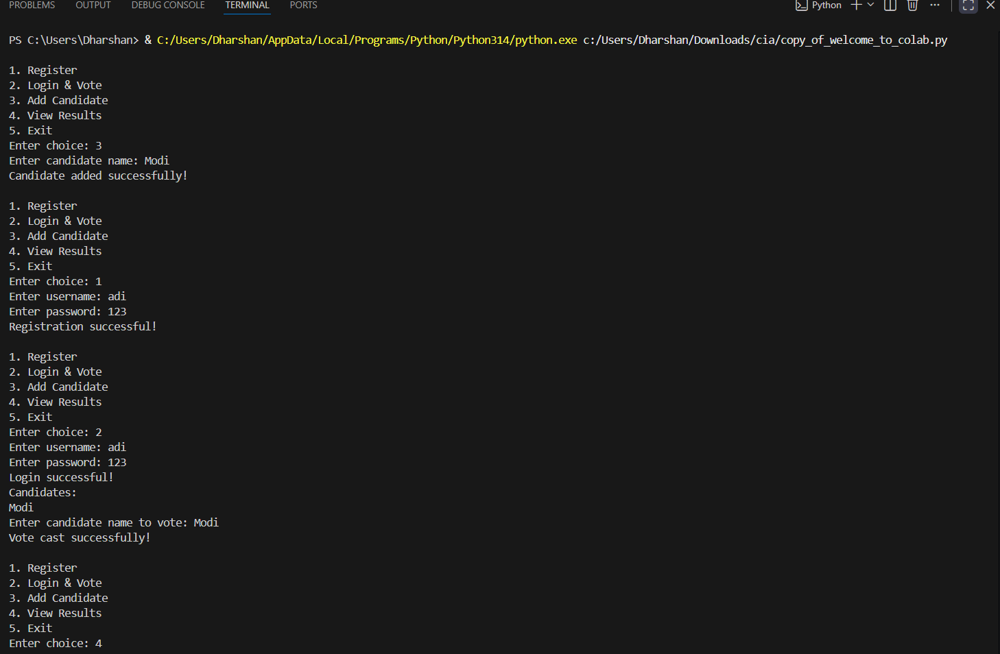 PROBLEMS OUTPUT DEBUG CONSOLE TERMINAL PORTS Python
PS C:\Users\Dharshan> & C:/Users/Dharshan/AppData/Local/Programs/Python/Python314/python.exe c:/Users/Dharshan/Downloads/cia/copy_of_welcome_to_colab.py
1. Register
2. Login & Vote
3. Add Candidate
4. View Results
5. Exit
Enter choice: 3
Enter candidate name: Modi
Candidate added successfully!
1. Register
2. Login & Vote
3. Add Candidate
4. View Results
5. Exit
Enter choice: 1
Enter username: adi
Enter password: 123
Registration successful!
1. Register
2. Login & Vote
3. Add Candidate
4. View Results
5. Exit
Enter choice: 2
Enter username: adi
Enter password: 123
Login successful!
Candidates:
Modi
Enter candidate name to vote: Modi
Vote cast successfully!
1. Register
2. Login & Vote
3. Add Candidate
4. View Results
5. Exit
Enter choice: 4